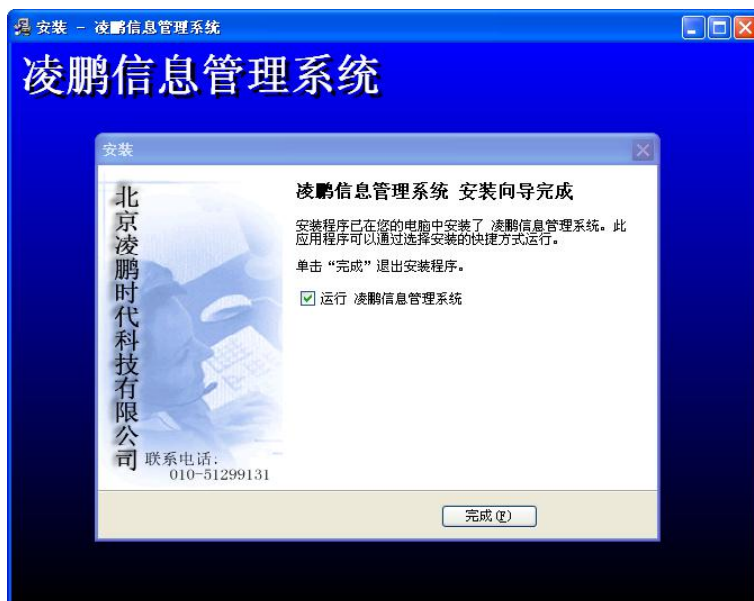 安装 - 凌鹏信息管理系统
凌鹏信息管理系统
安装
北京凌鹏时代科技有限公司
联系电话:
010-51299131
凌鹏信息管理系统 安装向导完成
安装程序已在您的电脑中安装了 凌鹏信息管理系统。此
应用程序可以通过选择安装的快捷方式运行。
单击“完成”退出安装程序。
运行 凌鹏信息管理系统
完成(F)